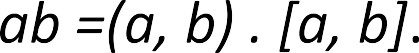 ab =(a, b) . [a, b].